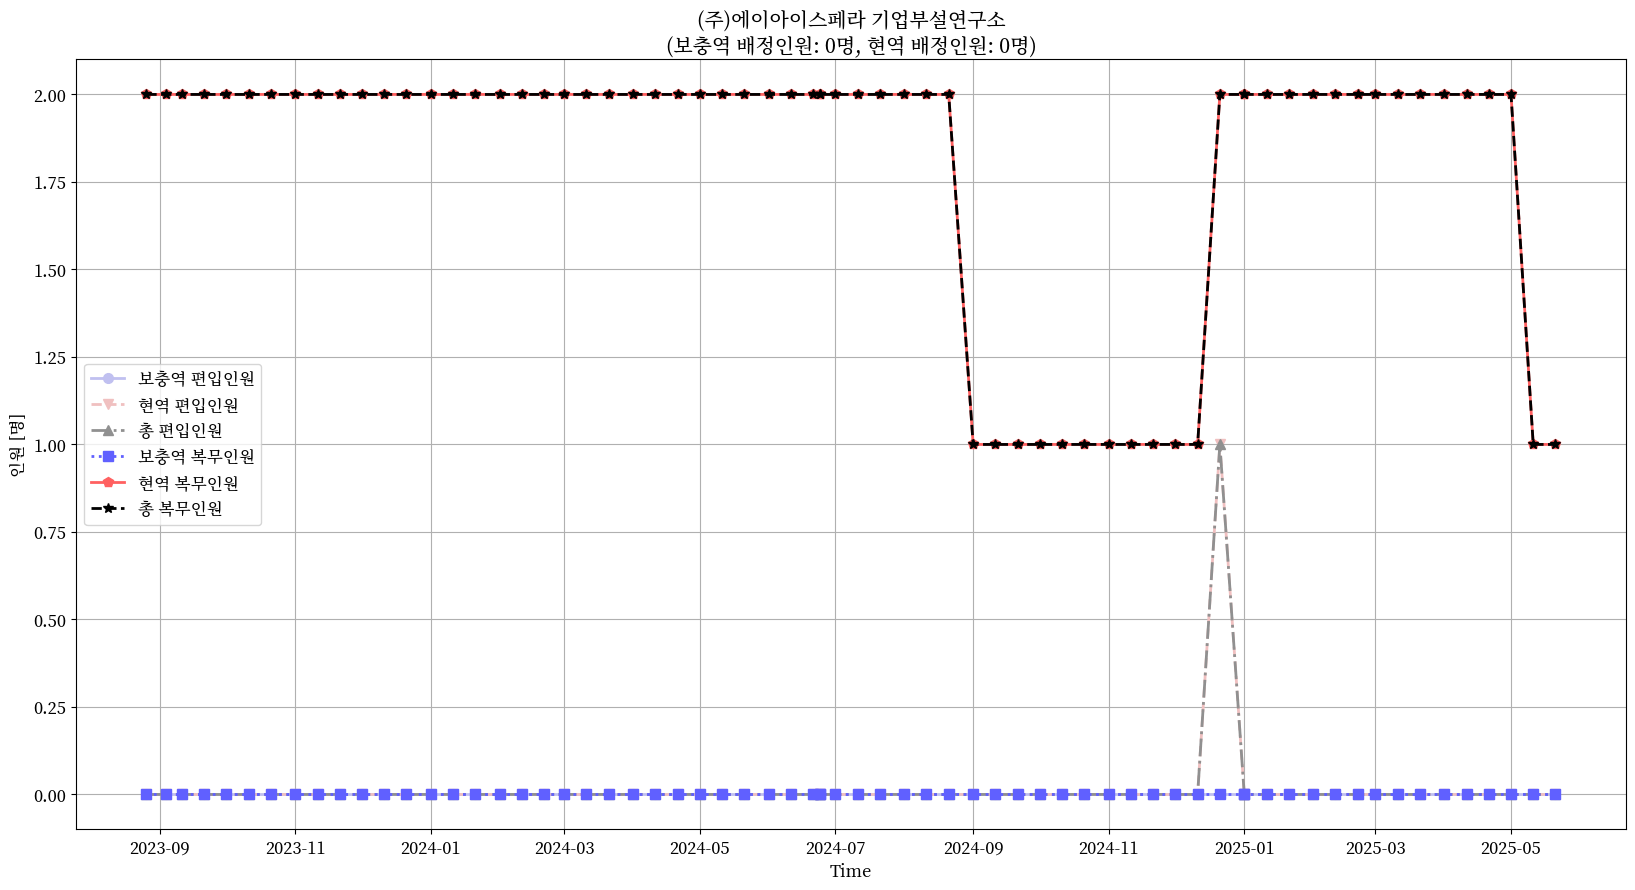 (주)에이아이스페라 기업부설연구소
(보충역 배정인원: 0명, 현역 배정인원: 0명)
인원 [명]
2.00
1.75
1.50
1.25
1.00
0.75
0.50
0.25
0.00
보충역 편입인원
현역 편입인원
총 편입인원
보충역 복무인원
현역 복무인원
총 복무인원
2023-09 2023-11 2024-01 2024-03 2024-05 2024-07 2024-09 2024-11 2025-01 2025-03 2025-05
Time